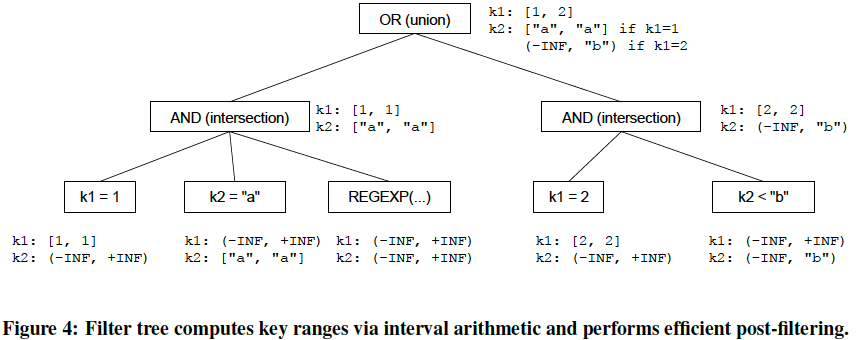 OR (union)
k1: [1, 2]
k2: ["a", "a"] if k1=1
(-INF, "b") if k1=2
AND (intersection)
k1: [1, 1]
k2: ["a", "a"]
AND (intersection)
k1: [2, 2]
k2: (-INF, "b")
k1 = 1
k2 = "a"
REGEXP(...)
k1 = 2
k2 < "b"
k1: [1, 1]
k2: (-INF, +INF)
k1: (-INF, +INF)
k2: ["a", "a"]
k1: (-INF, +INF)
k2: (-INF, +INF)
k1: [2, 2]
k2: (-INF, +INF)
k1: (-INF, +INF)
k2: (-INF, "b")
Figure 4: Filter tree computes key ranges via interval arithmetic and performs efficient post-filtering.